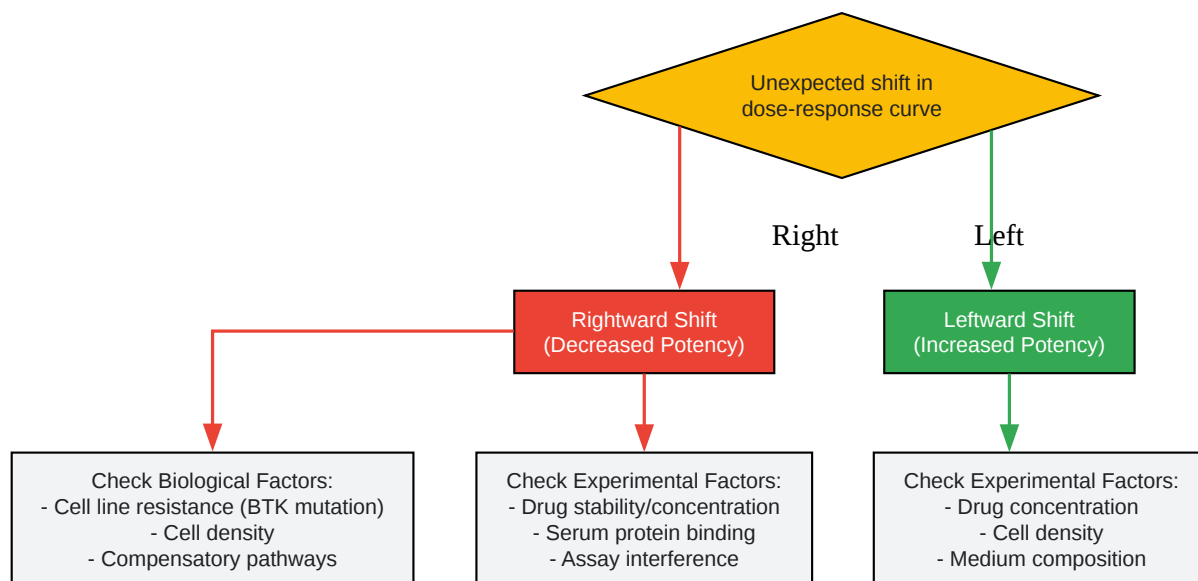 Unexpected shift in
dose-response curve
Right
Left
Rightward Shift
(Decreased Potency)
Leftward Shift
(Increased Potency)
Check Biological Factors:
- Cell line resistance (BTK mutation)
- Cell density
- Compensatory pathways
Check Experimental Factors:
- Drug stability/concentration
- Serum protein binding
- Assay interference
Check Experimental Factors:
- Drug concentration
- Cell density
- Medium composition